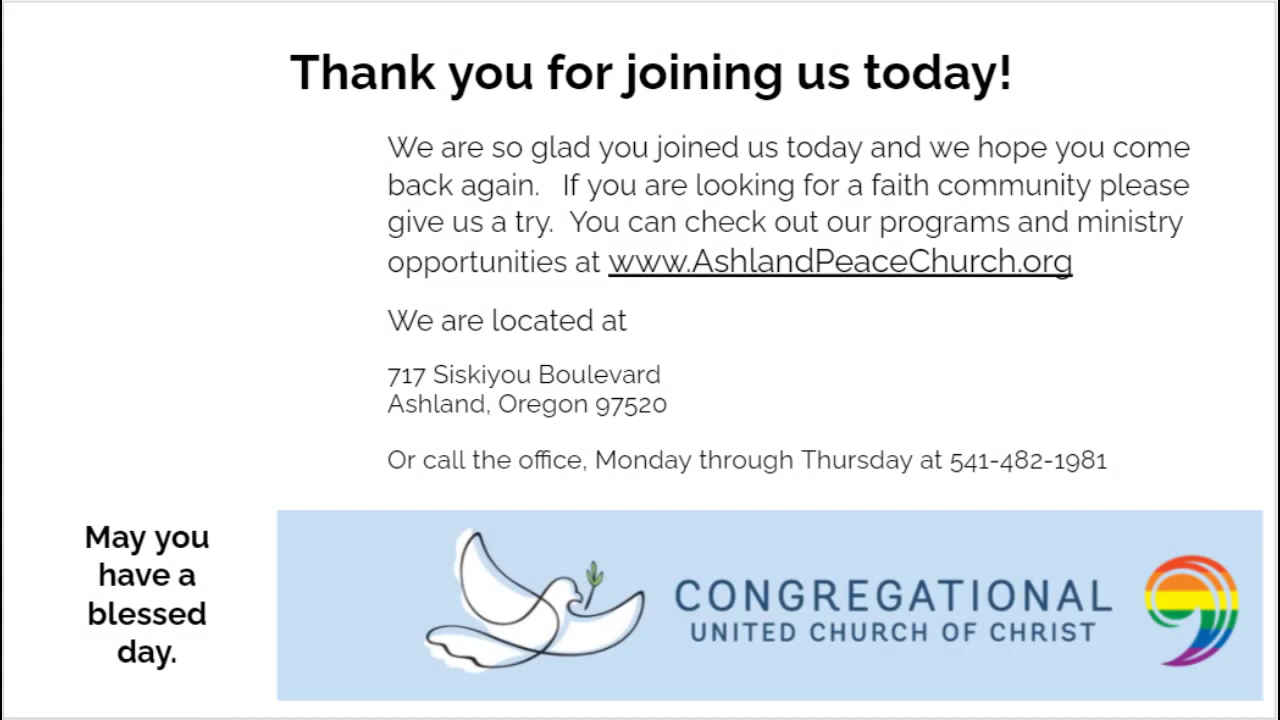 Thank you for joining us today!
We are so glad you joined us today and we hope you come
back again.   If you are looking for a faith community please
give us a try.  You can check out our programs and ministry
opportunities at www.AshlandPeaceChurch.org
We are located at
717 Siskiyou Boulevard
Ashland, Oregon 97520
Or call the office, Monday through Thursday at 541-482-1981
May you
have a
blessed
day.
CONGREGATIONAL
UNITED CHURCH OF CHRIST